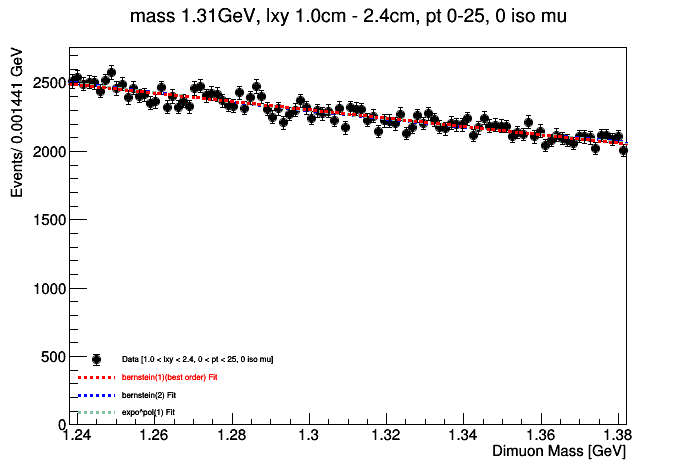 mass 1.31GeV, lxy 1.0cm - 2.4cm, pt 0-25, 0 iso mu
Events/ 0.001441 GeV
2500
2000
1500
1000
500
0
Data [1.0 < lxy < 2.4, 0 < pt < 25, 0 iso mu]
bernstein(1)(best order) Fit
bernstein(2) Fit
expo*pol(1) Fit
1.24
1.26
1.28
1.3
1.32
1.34
1.36
1.38
Dimuon Mass [GeV]